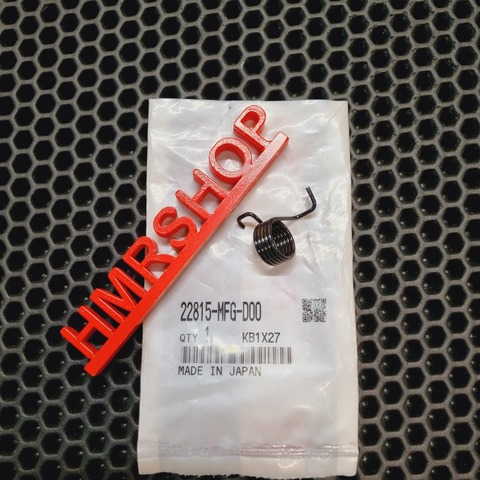 HMRSHOP
22815-MFG-D00
QTY 1 KB1X27
MADE IN JAPAN